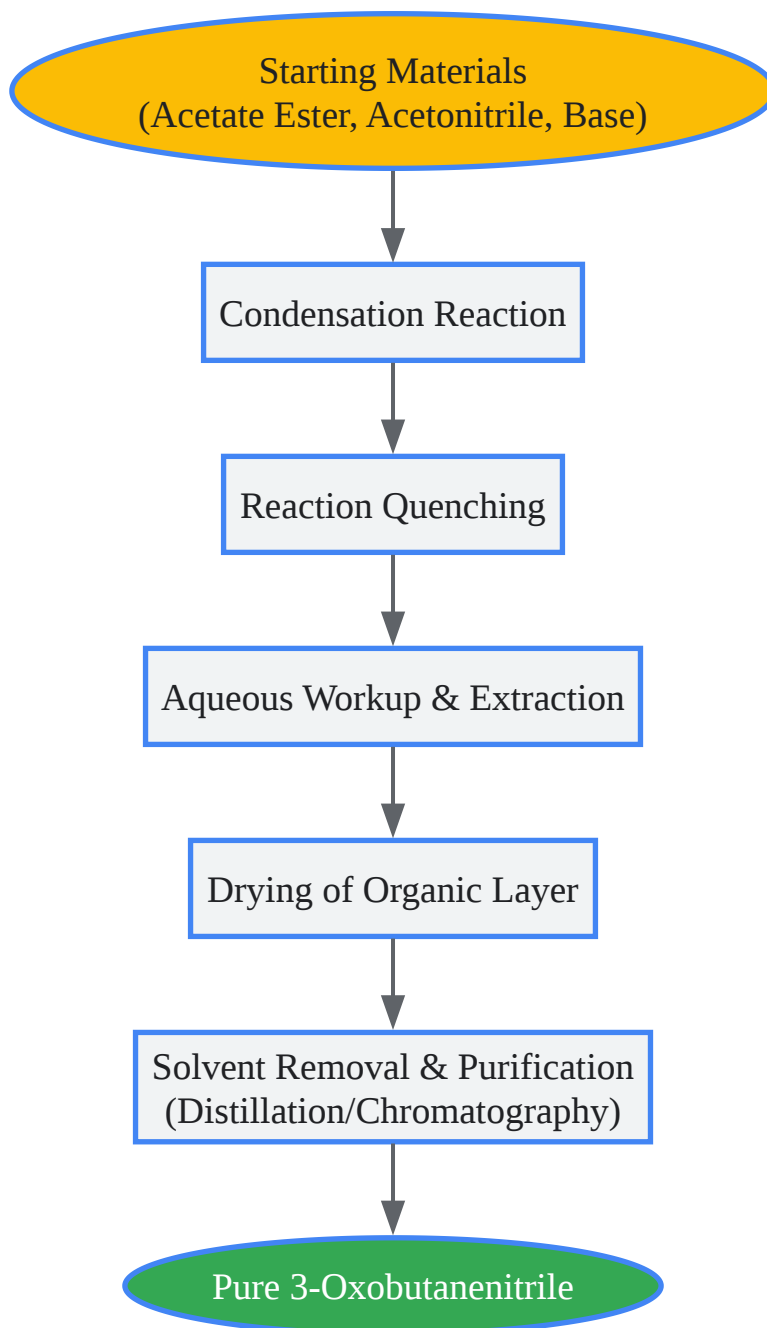 Starting Materials
(Acetate Ester, Acetonitrile, Base)
Condensation Reaction
Reaction Quenching
Aqueous Workup & Extraction
Drying of Organic Layer
Solvent Removal & Purification
(Distillation/Chromatography)
Pure 3-Oxobutanenitrile